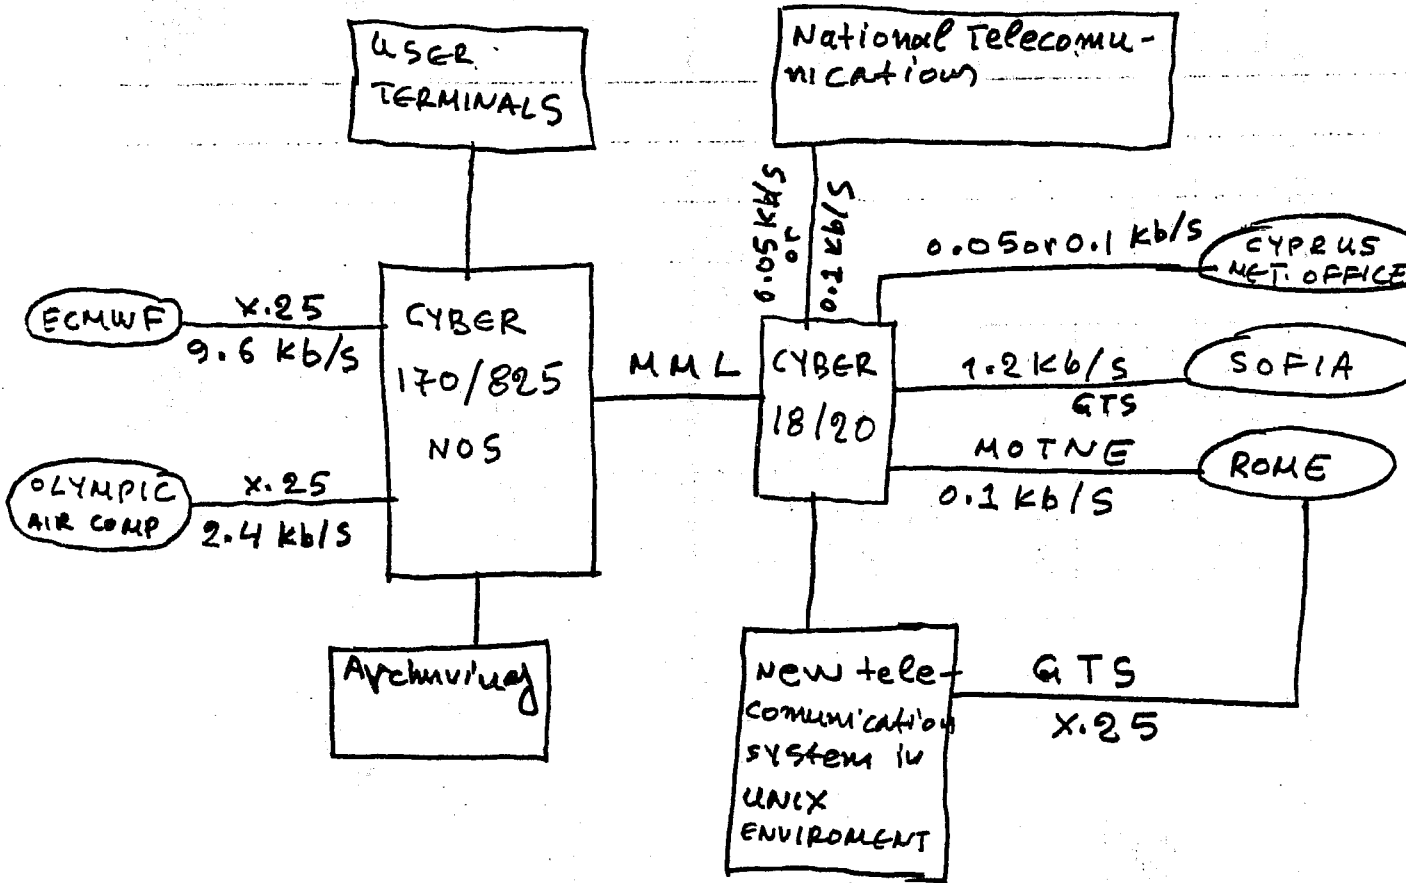 USER
TERMINALS
National Telecomu-
nications
0.05 kb/s
or
0.1 kb/s
0.05 or 0.1 kb/s
CYPRUS
MET. OFFICE
ECMWF
X.25
9.6 kb/s
CYBER
170/825
NOS
MML
CYBER
18/20
1.2 kb/s
GTS
SOFIA
MOTNE
0.1 kb/s
ROME
OLYMPIC
AIR COMP
X.25
2.4 kb/s
Archiving
New tele-
comunication
system in
UNIX
ENVIROMENT
GTS
X.25